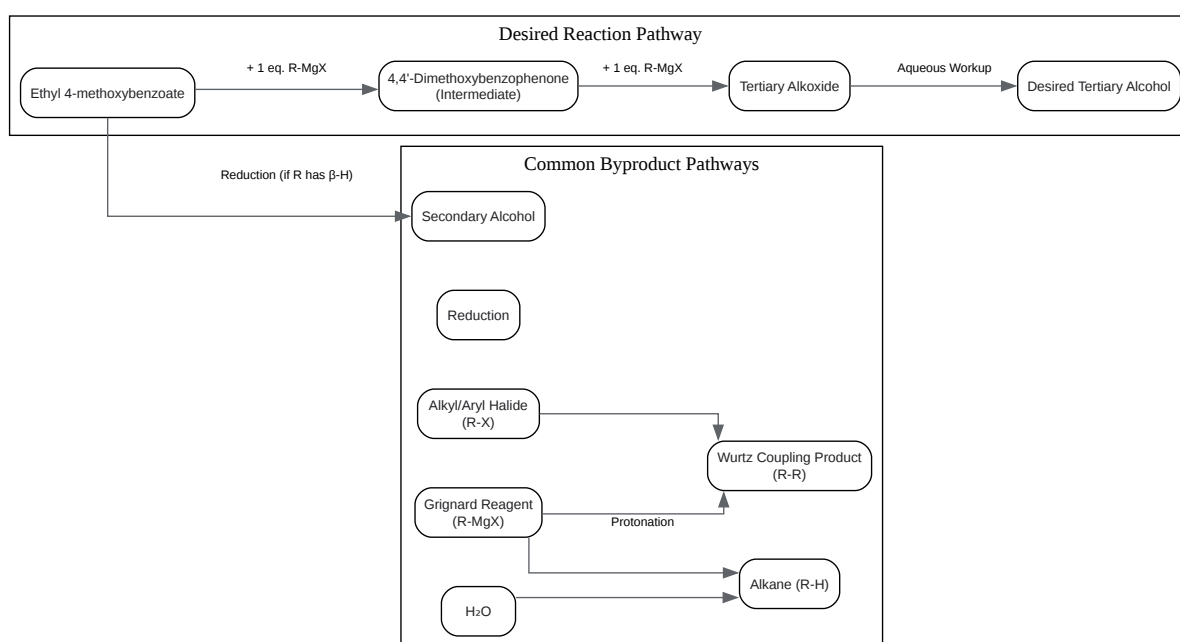 Desired Reaction Pathway
+ 1 eq. R-MgX
+ 1 eq. R-MgX
Aqueous Workup
Ethyl 4-methoxybenzoate
4,4'-Dimethoxybenzophenone
(Intermediate)
Tertiary Alkoxide
Desired Tertiary Alcohol
Common Byproduct Pathways
Reduction (if R has β-H)
Secondary Alcohol
Reduction
Alkyl/Aryl Halide
(R-X)
Wurtz Coupling Product
(R-R)
Grignard Reagent
(R-MgX)
Protonation
Alkane (R-H)
H₂O